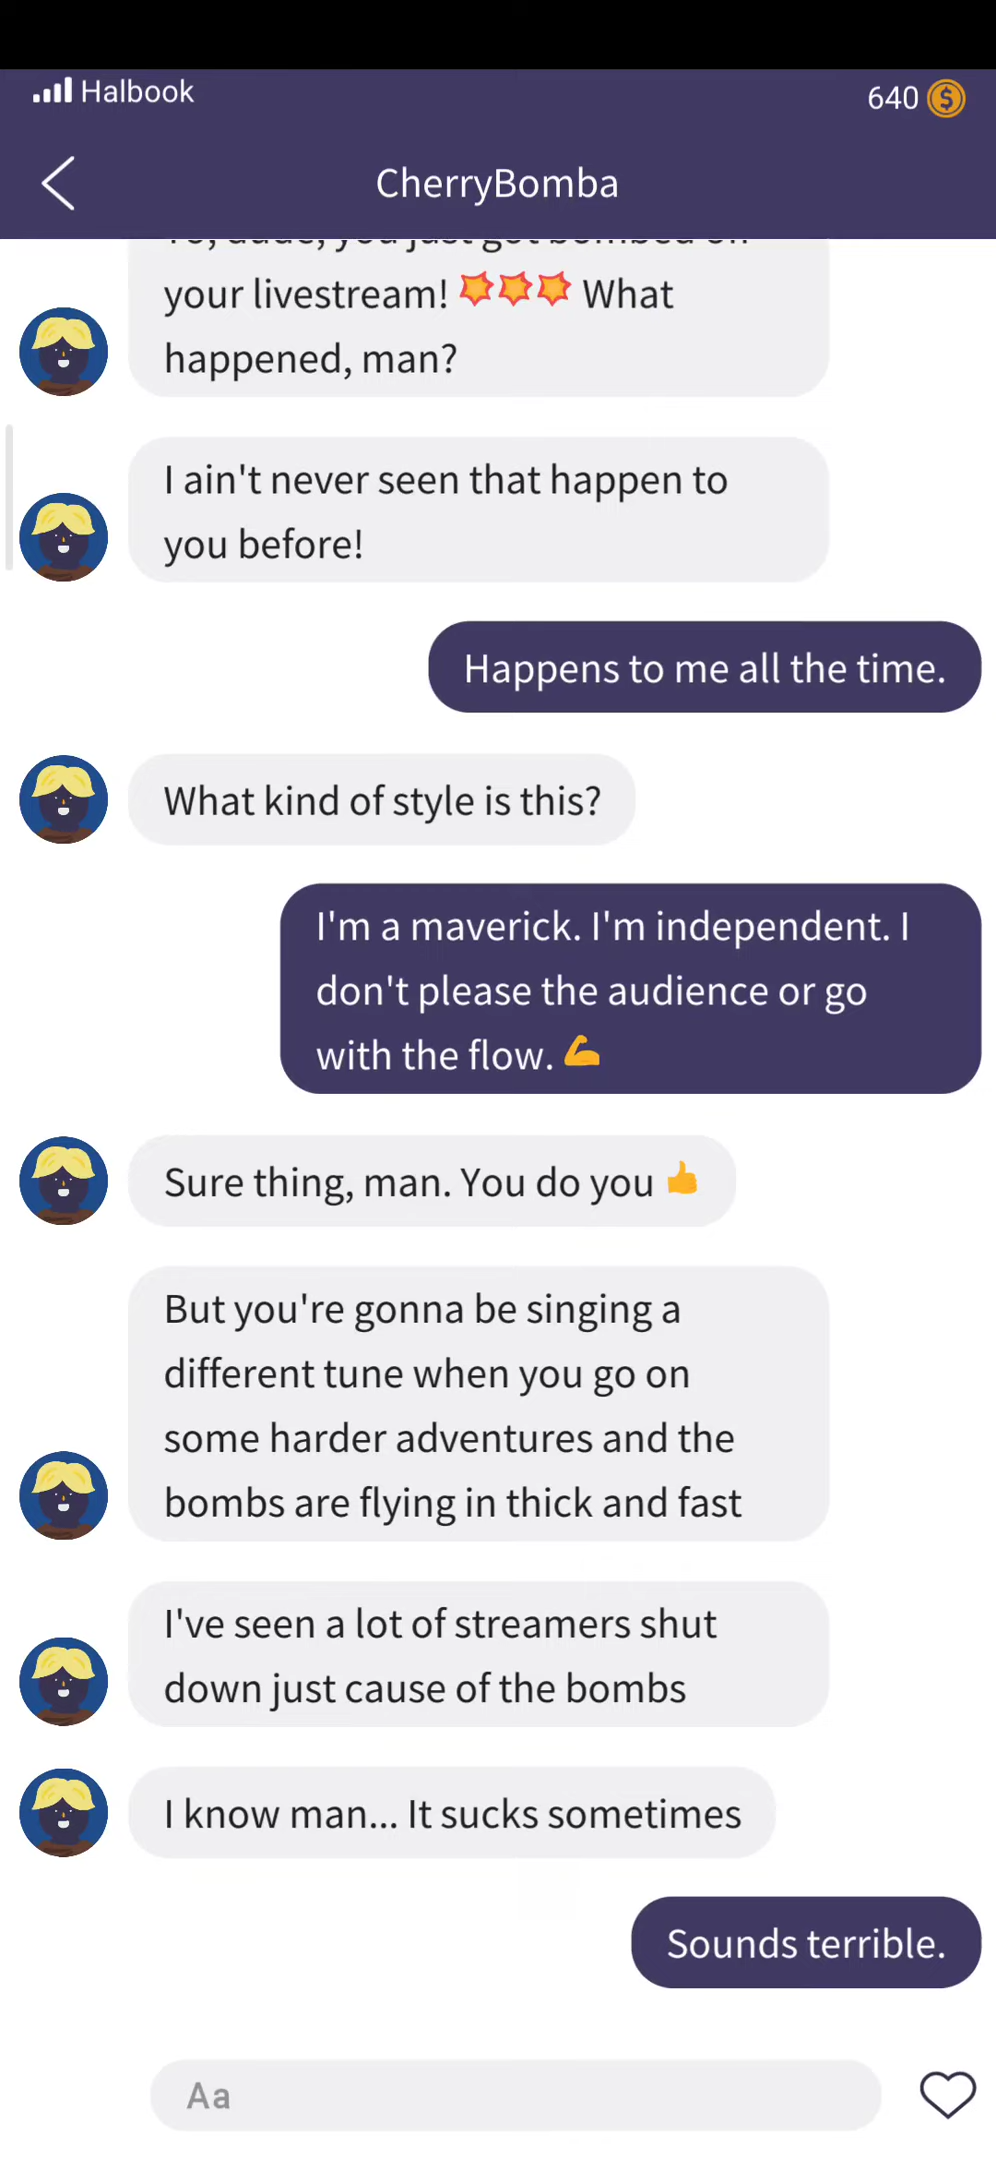 Halbook
640
CherryBomba
your livestream! 💥💥💥 What
happened, man?
I ain't never seen that happen to
you before!
Happens to me all the time.
What kind of style is this?
I'm a maverick. I'm independent. I
don't please the audience or go
with the flow. 💪
Sure thing, man. You do you 👍
But you're gonna be singing a
different tune when you go on
some harder adventures and the
bombs are flying in thick and fast
I've seen a lot of streamers shut
down just cause of the bombs
I know man... It sucks sometimes
Sounds terrible.
Aa